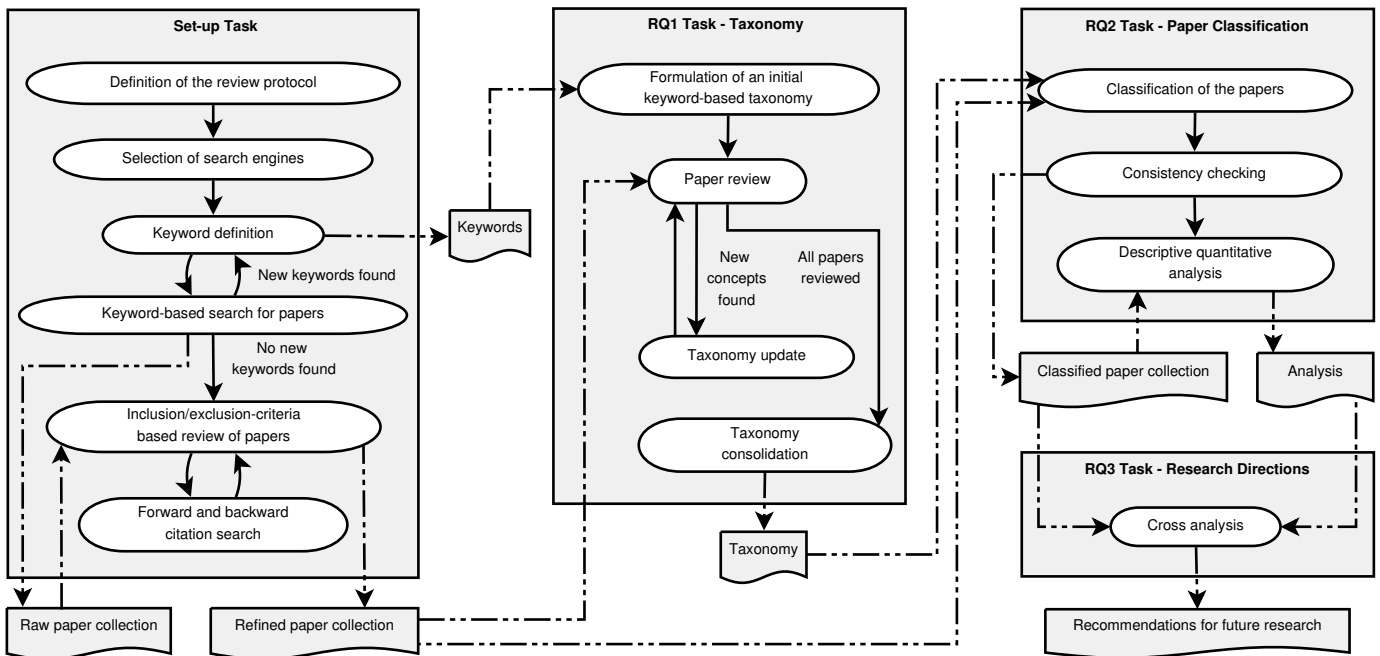 Set-up Task
Definition of the review protocol
Selection of search engines
Keyword definition
New keywords found
Keyword-based search for papers
No new
keywords found
Inclusion/exclusion-criteria
based review of papers
Forward and backward
citation search
Raw paper collection
Refined paper collection
Keywords
RQ1 Task - Taxonomy
Formulation of an initial
keyword-based taxonomy
Paper review
New
concepts
found
All papers
reviewed
Taxonomy update
Taxonomy
consolidation
Taxonomy
RQ2 Task - Paper Classification
Classification of the papers
Consistency checking
Descriptive quantitative
analysis
Classified paper collection
Analysis
RQ3 Task - Research Directions
Cross analysis
Recommendations for future research